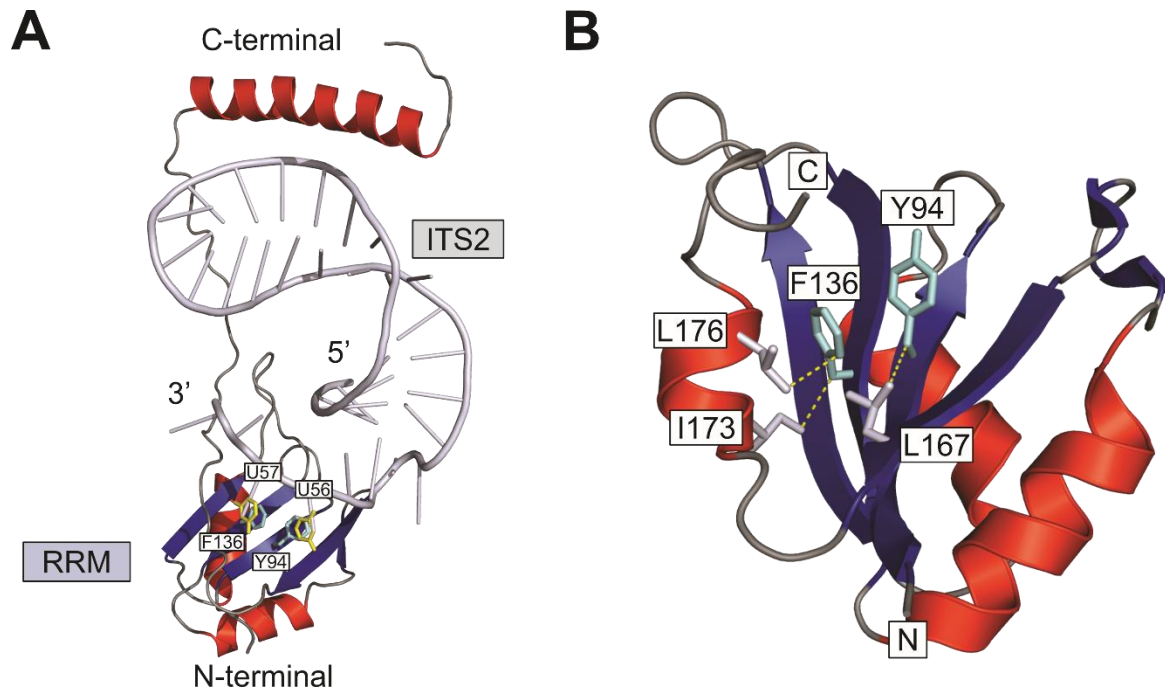 A
C-terminal
ITS2
5’
3’
U57
U56
F136
Y94
RRM
N-terminal
B
C
Y94
F136
L176
I173
L167
N